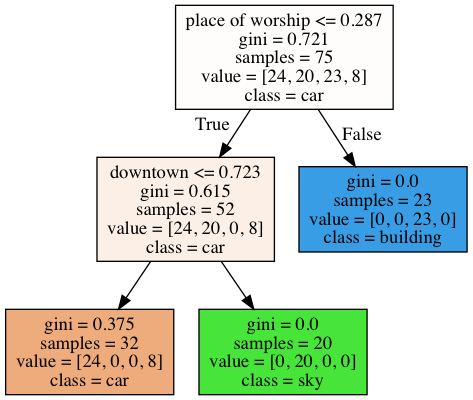 place of worship <= 0.287
gini = 0.721
samples = 75
value = [24, 20, 23, 8]
class = car
True
False
downtown <= 0.723
gini = 0.615
samples = 52
value = [24, 20, 0, 8]
class = car
gini = 0.0
samples = 23
value = [0, 0, 23, 0]
class = building
gini = 0.375
samples = 32
value = [24, 0, 0, 8]
class = car
gini = 0.0
samples = 20
value = [0, 20, 0, 0]
class = sky